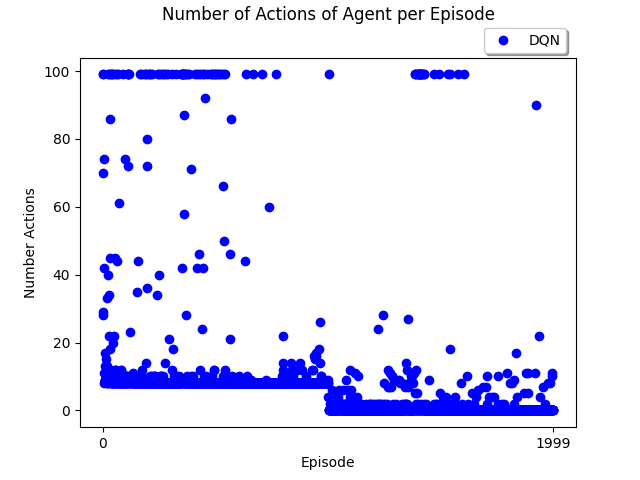 Number of Actions of Agent per Episode
DQN
100
80
60
40
20
0
Number Actions
0
1999
Episode